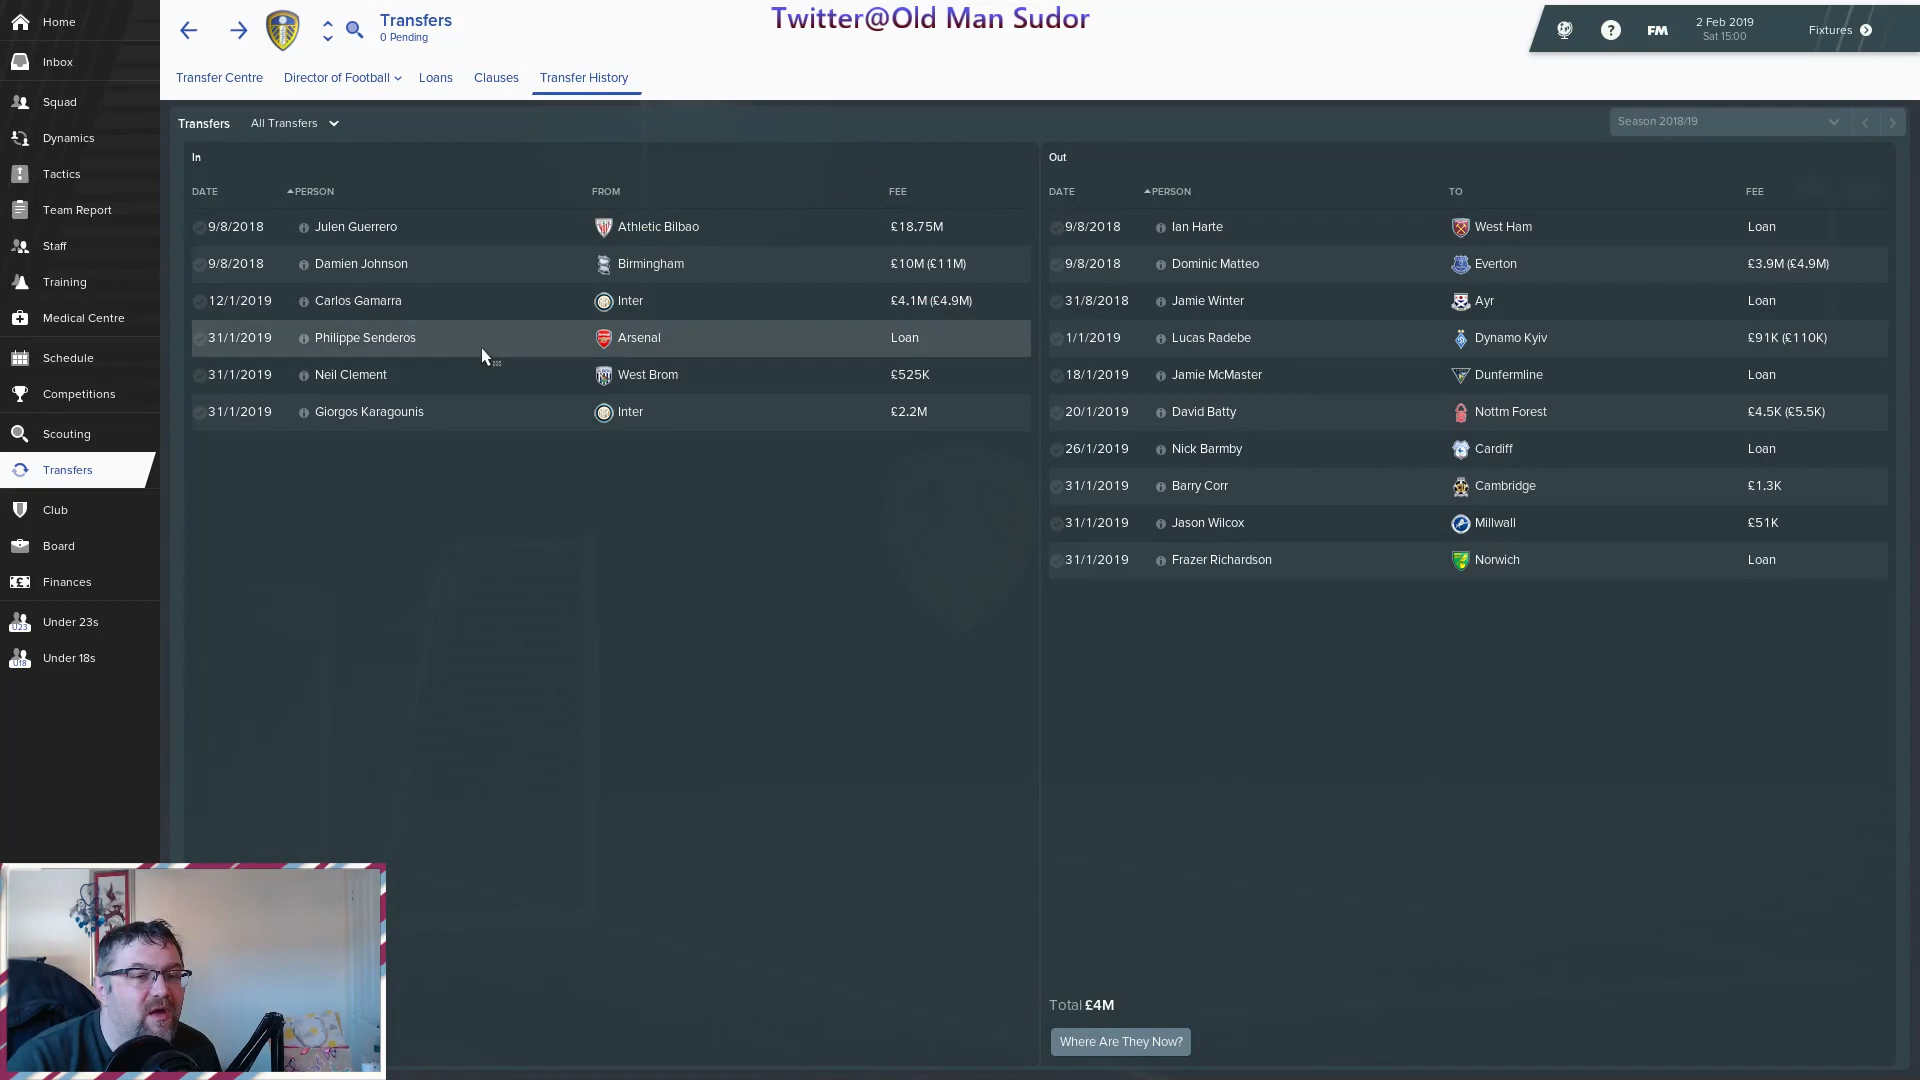 Home
Inbox
Squad
Dynamics
Tactics
Team Report
Staff
Training
Medical Centre
Schedule
Competitions
Scouting
Transfers
Club
Board
Finances
U23 Under 23s
U18 Under 18s
Transfers
0 Pending
Twitter@Old Man Sudor
? FM 2 Feb 2019 Fixtures
Sat 15:00
Transfer Centre Director of Football Loans Clauses Transfer History
Transfers All Transfers Season 2018/19
In
DATE PERSON FROM FEE
9/8/2018 Julen Guerrero Athletic Bilbao £18.75M
9/8/2018 Damien Johnson Birmingham £10M (£11M)
12/1/2019 Carlos Gamarra Inter £4.1M (£4.9M)
31/1/2019 Philippe Senderos Arsenal Loan
31/1/2019 Neil Clement West Brom £525K
31/1/2019 Giorgos Karagounis Inter £2.2M
Out
DATE PERSON TO FEE
9/8/2018 Ian Harte West Ham Loan
9/8/2018 Dominic Matteo Everton £3.9M (£4.9M)
31/8/2018 Jamie Winter Ayr Loan
1/1/2019 Lucas Radebe Dynamo Kyiv £91K (£110K)
18/1/2019 Jamie McMaster Dunfermline Loan
20/1/2019 David Batty Nottm Forest £4.5K (£5.5K)
26/1/2019 Nick Barmby Cardiff Loan
31/1/2019 Barry Corr Cambridge £1.3K
31/1/2019 Jason Wilcox Millwall £51K
31/1/2019 Frazer Richardson Norwich Loan
Total £4M
Where Are They Now?